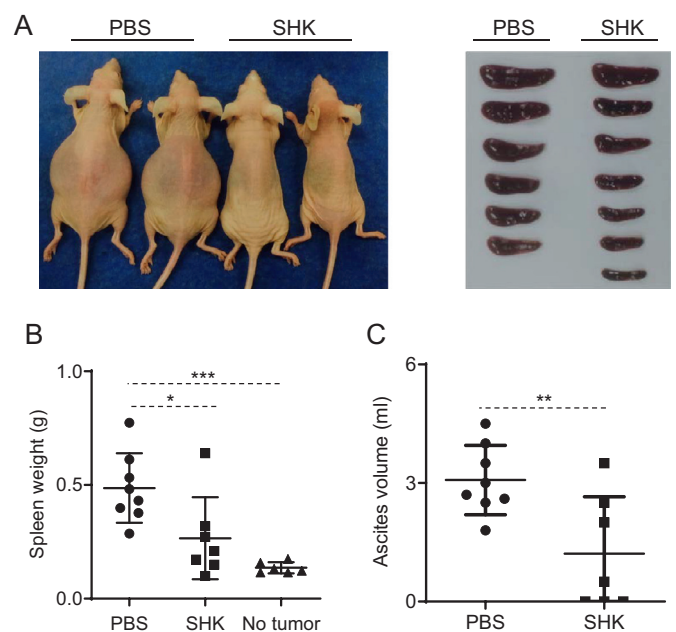 A
PBS SHK
PBS SHK
B
Spleen weight (g)
1.0
0.5
0.0
***
*
PBS SHK No tumor
C
Ascites volume (ml)
6
3
0
**
PBS SHK